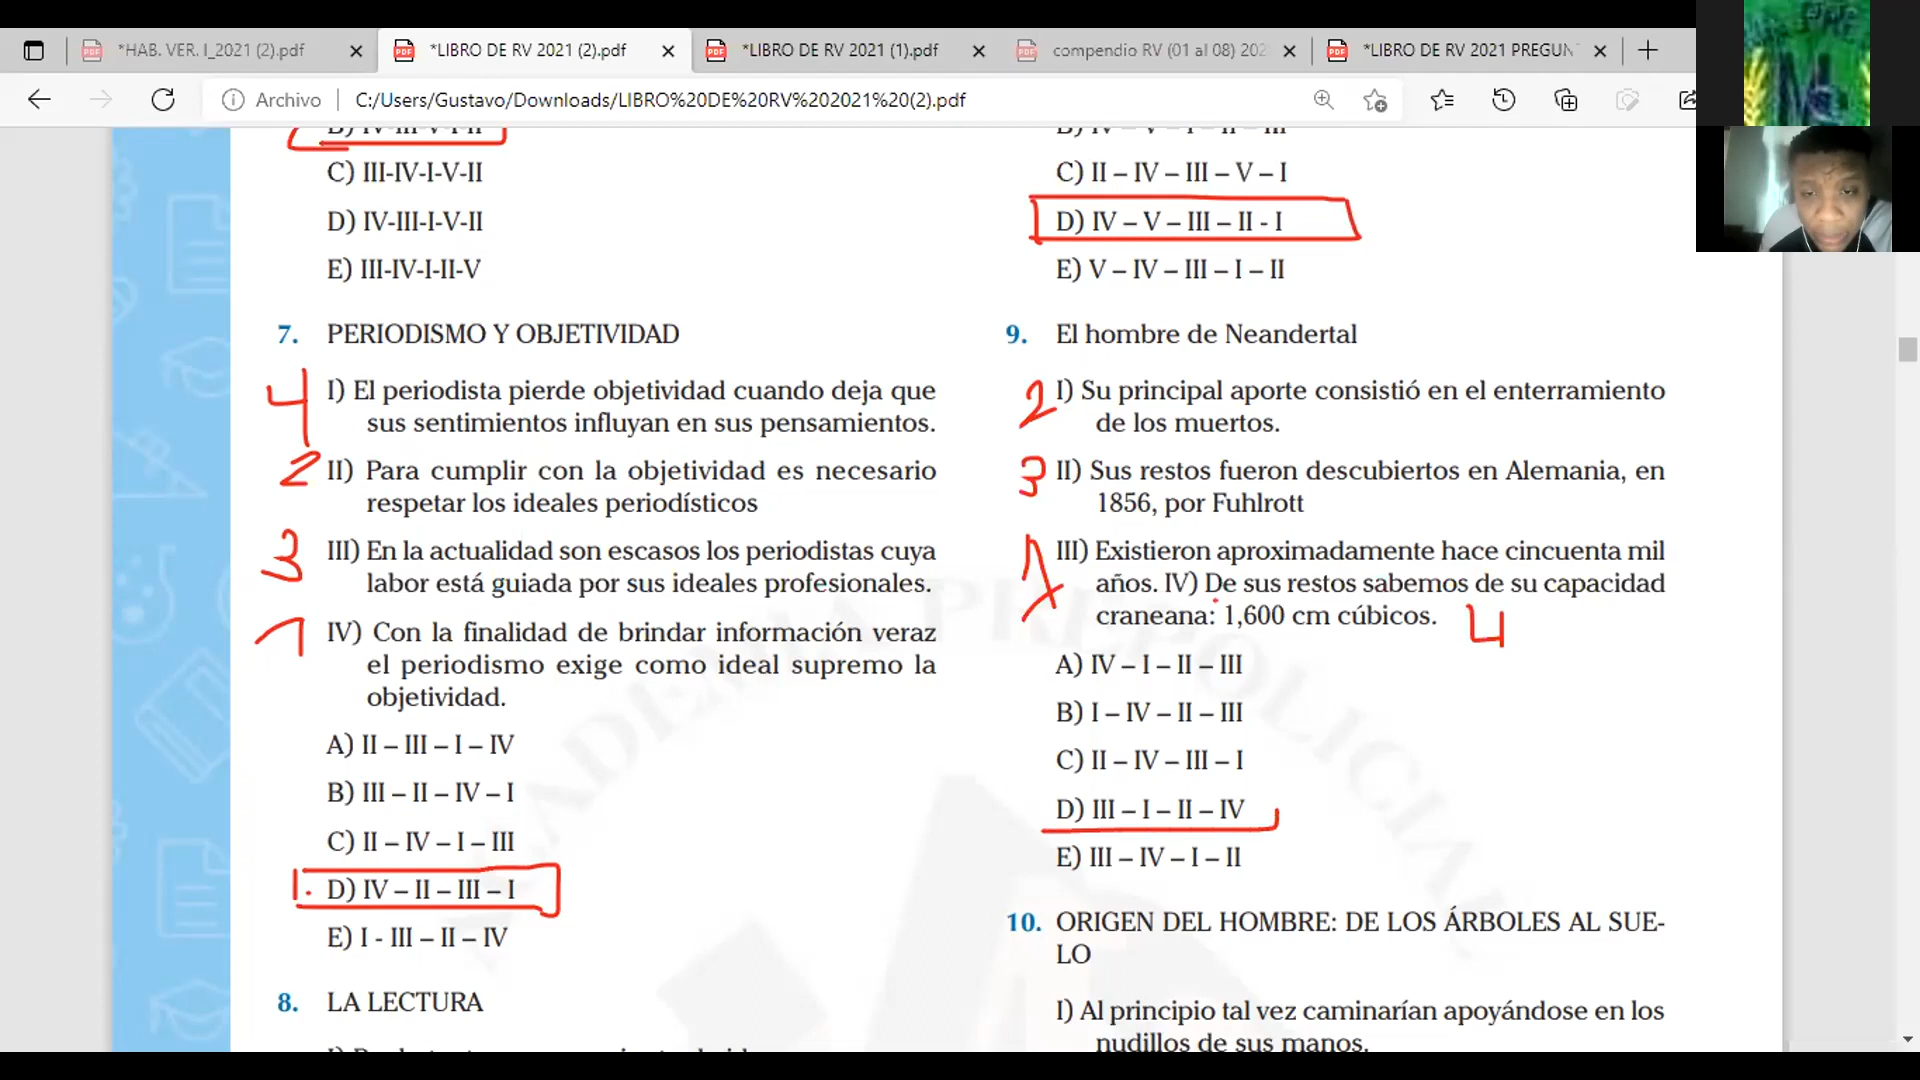 *HAB. VER. I_2021 (2).pdf
*LIBRO DE RV 2021 (2).pdf
*LIBRO DE RV 2021 (1).pdf
compendio RV (01 al 08) 202
*LIBRO DE RV 2021 PREGUN
Archivo
C:/Users/Gustavo/Downloads/LIBRO%20DE%20RV%202021%20(2).pdf
B) IV-III-V-I-II
C) III-IV-I-V-II
D) IV-III-I-V-II
E) III-IV-I-II-V
7. PERIODISMO Y OBJETIVIDAD
4 I) El periodista pierde objetividad cuando deja que
sus sentimientos influyan en sus pensamientos.
2 II) Para cumplir con la objetividad es necesario
respetar los ideales periodísticos
3 III) En la actualidad son escasos los periodistas cuya
labor está guiada por sus ideales profesionales.
1 IV) Con la finalidad de brindar información veraz
el periodismo exige como ideal supremo la
objetividad.
A) II – III – I – IV
B) III – II – IV – I
C) II – IV – I – III
D) IV – II – III – I
E) I - III – II – IV
8. LA LECTURA
B) IV – V – I – II – III
C) II – IV – III – V – I
D) IV – V – III – II - I
E) V – IV – III – I – II
9. El hombre de Neandertal
2 I) Su principal aporte consistió en el enterramiento
de los muertos.
3 II) Sus restos fueron descubiertos en Alemania, en
1856, por Fuhlrott
1 III) Existieron aproximadamente hace cincuenta mil
años. IV) De sus restos sabemos de su capacidad
craneana: 1,600 cm cúbicos. 4
A) IV – I – II – III
B) I – IV – II – III
C) II – IV – III – I
D) III – I – II – IV
E) III – IV – I – II
10. ORIGEN DEL HOMBRE: DE LOS ÁRBOLES AL SUE-
LO
I) Al principio tal vez caminarían apoyándose en los
nudillos de sus manos.
ACADEMIA PREPOLICIAL